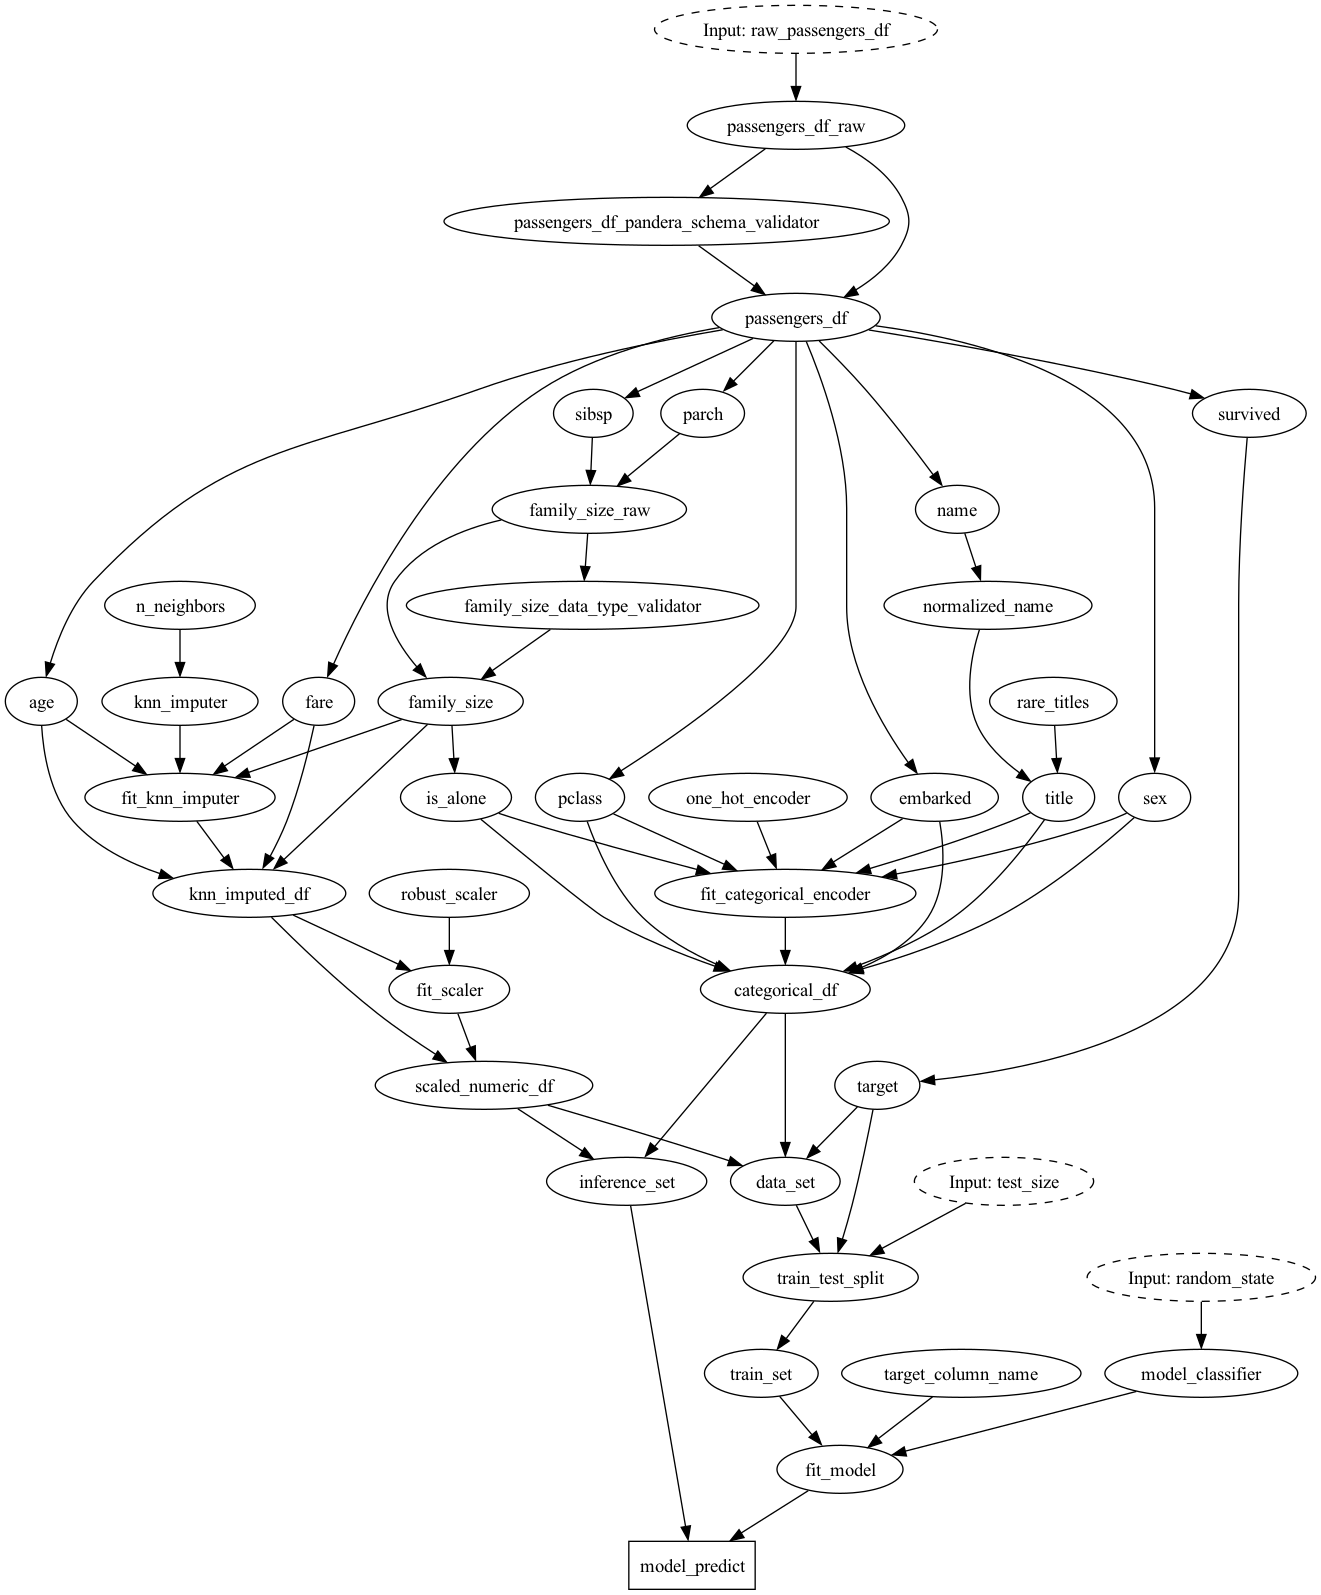 Input: raw_passengers_df
passengers_df_raw
passengers_df_pandera_schema_validator
passengers_df
sibsp
parch
survived
family_size_raw
name
n_neighbors
family_size_data_type_validator
normalized_name
age
knn_imputer
fare
family_size
rare_titles
fit_knn_imputer
is_alone
pclass
one_hot_encoder
embarked
title
sex
knn_imputed_df
robust_scaler
fit_categorical_encoder
fit_scaler
categorical_df
scaled_numeric_df
target
inference_set
data_set
Input: test_size
train_test_split
Input: random_state
train_set
target_column_name
model_classifier
fit_model
model_predict